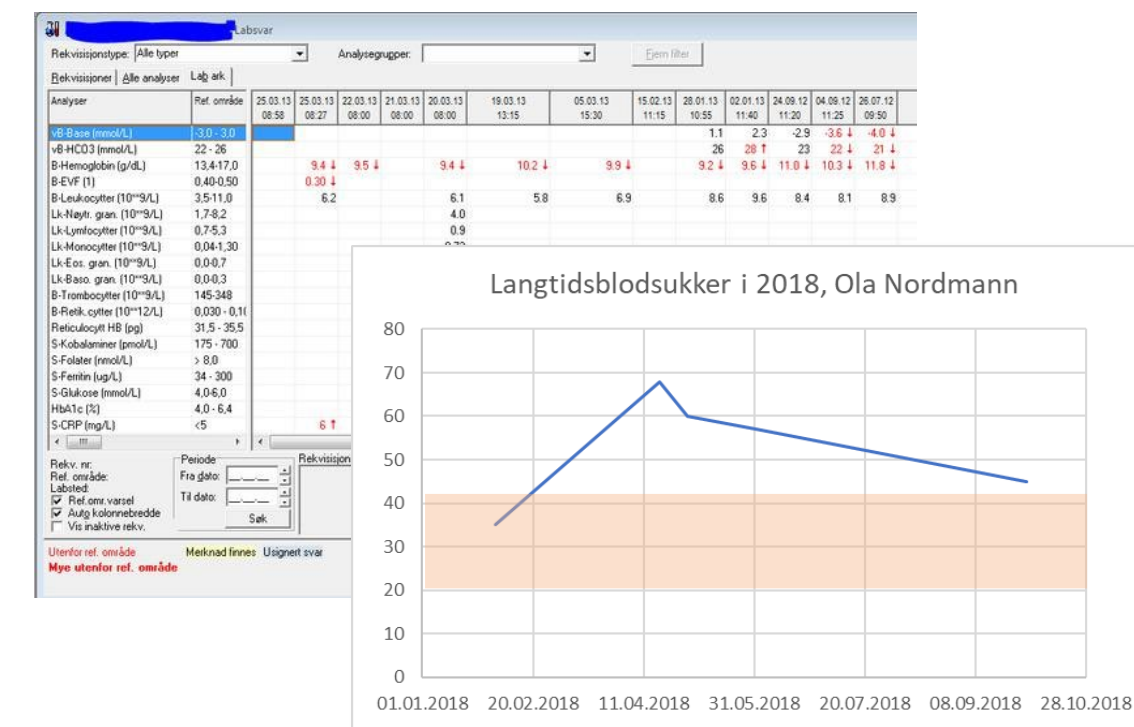 Labsvar
Rekvisisjonstype: Alle typer Analysegrupper: Fjern filter
Rekvisisjoner Alle analyser Lab ark
Analyser Ref. område 25.03.13 25.03.13 22.03.13 21.03.13 20.03.13 19.03.13 05.03.13 15.02.13 28.01.13 02.01.13 24.09.12 04.09.12 26.07.12
08:58 08:27 08:00 08:00 08:00 13:15 15:30 11:15 10:55 11:40 11:20 11:25 09:50
vB-Base (mmol/L) -3,0 - 3,0 1.1 2.3 -2.9 -3.6 ↓ -4.0 ↓
vB-HCO3 (mmol/L) 22 - 26 26 28 ↑ 23 22 ↓ 21 ↓
B-Hemoglobin (g/dL) 13,4-17,0 9.4 ↓ 9.5 ↓ 9.4 ↓ 10.2 ↓ 9.9 ↓ 9.2 ↓ 9.6 ↓ 11.0 ↓ 10.3 ↓ 11.8 ↓
B-EVF (1) 0,40-0,50 0.30 ↓
B-Leukocytter (10**9/L) 3,5-11,0 6.2 6.1 5.8 6.9 8.6 9.6 8.4 8.1 8.9
Lk-Nøytr. gran. (10**9/L) 1,7-8,2 4.0
Lk-Lymfocytter (10**9/L) 0,7-5,3 0.9
Lk-Monocytter (10**9/L) 0,04-1,30
Lk-Eos. gran. (10**9/L) 0,0-0,7
Lk-Baso. gran. (10**9/L) 0,0-0,3
B-Trombocytter (10**9/L) 145-348
B-Retik.cytter (10**12/L) 0,030 - 0,1
Reticulocytt HB (pg) 31,5 - 35,5
S-Kobalaminer (pmol/L) 175 - 700
S-Folater (nmol/L) > 8,0
S-Ferritin (ug/L) 34 - 300
S-Glukose (mmol/L) 4,0-6,0
HbA1c (%) 4,0 - 6,4
S-CRP (mg/L) <5 6 ↑
Rekv. nr:
Ref. område:
Labsted:
Ref.omr.varsel
Auto kolonnebredde
Vis inaktive rekv.
Periode
Fra dato:
Til dato:
Søk
Rekvisisjon
Utenfor ref. område Merknad finnes Usignert svar
Mye utenfor ref. område
Langtidsblodsukker i 2018, Ola Nordmann
80
70
60
50
40
30
20
10
0
01.01.2018 20.02.2018 11.04.2018 31.05.2018 20.07.2018 08.09.2018 28.10.2018